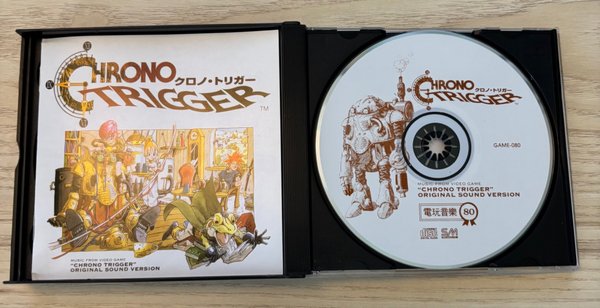 CHRONO
クロノ・トリガー
TRIGGER
TM
MUSIC FROM VIDEO GAME
"CHRONO TRIGGER"
ORIGINAL SOUND VERSION
CHRONO
クロノ・トリガー
TRIGGER
GAME-080
MUSIC FROM VIDEO GAME
"CHRONO TRIGGER"
ORIGINAL SOUND VERSION
電玩音樂 80